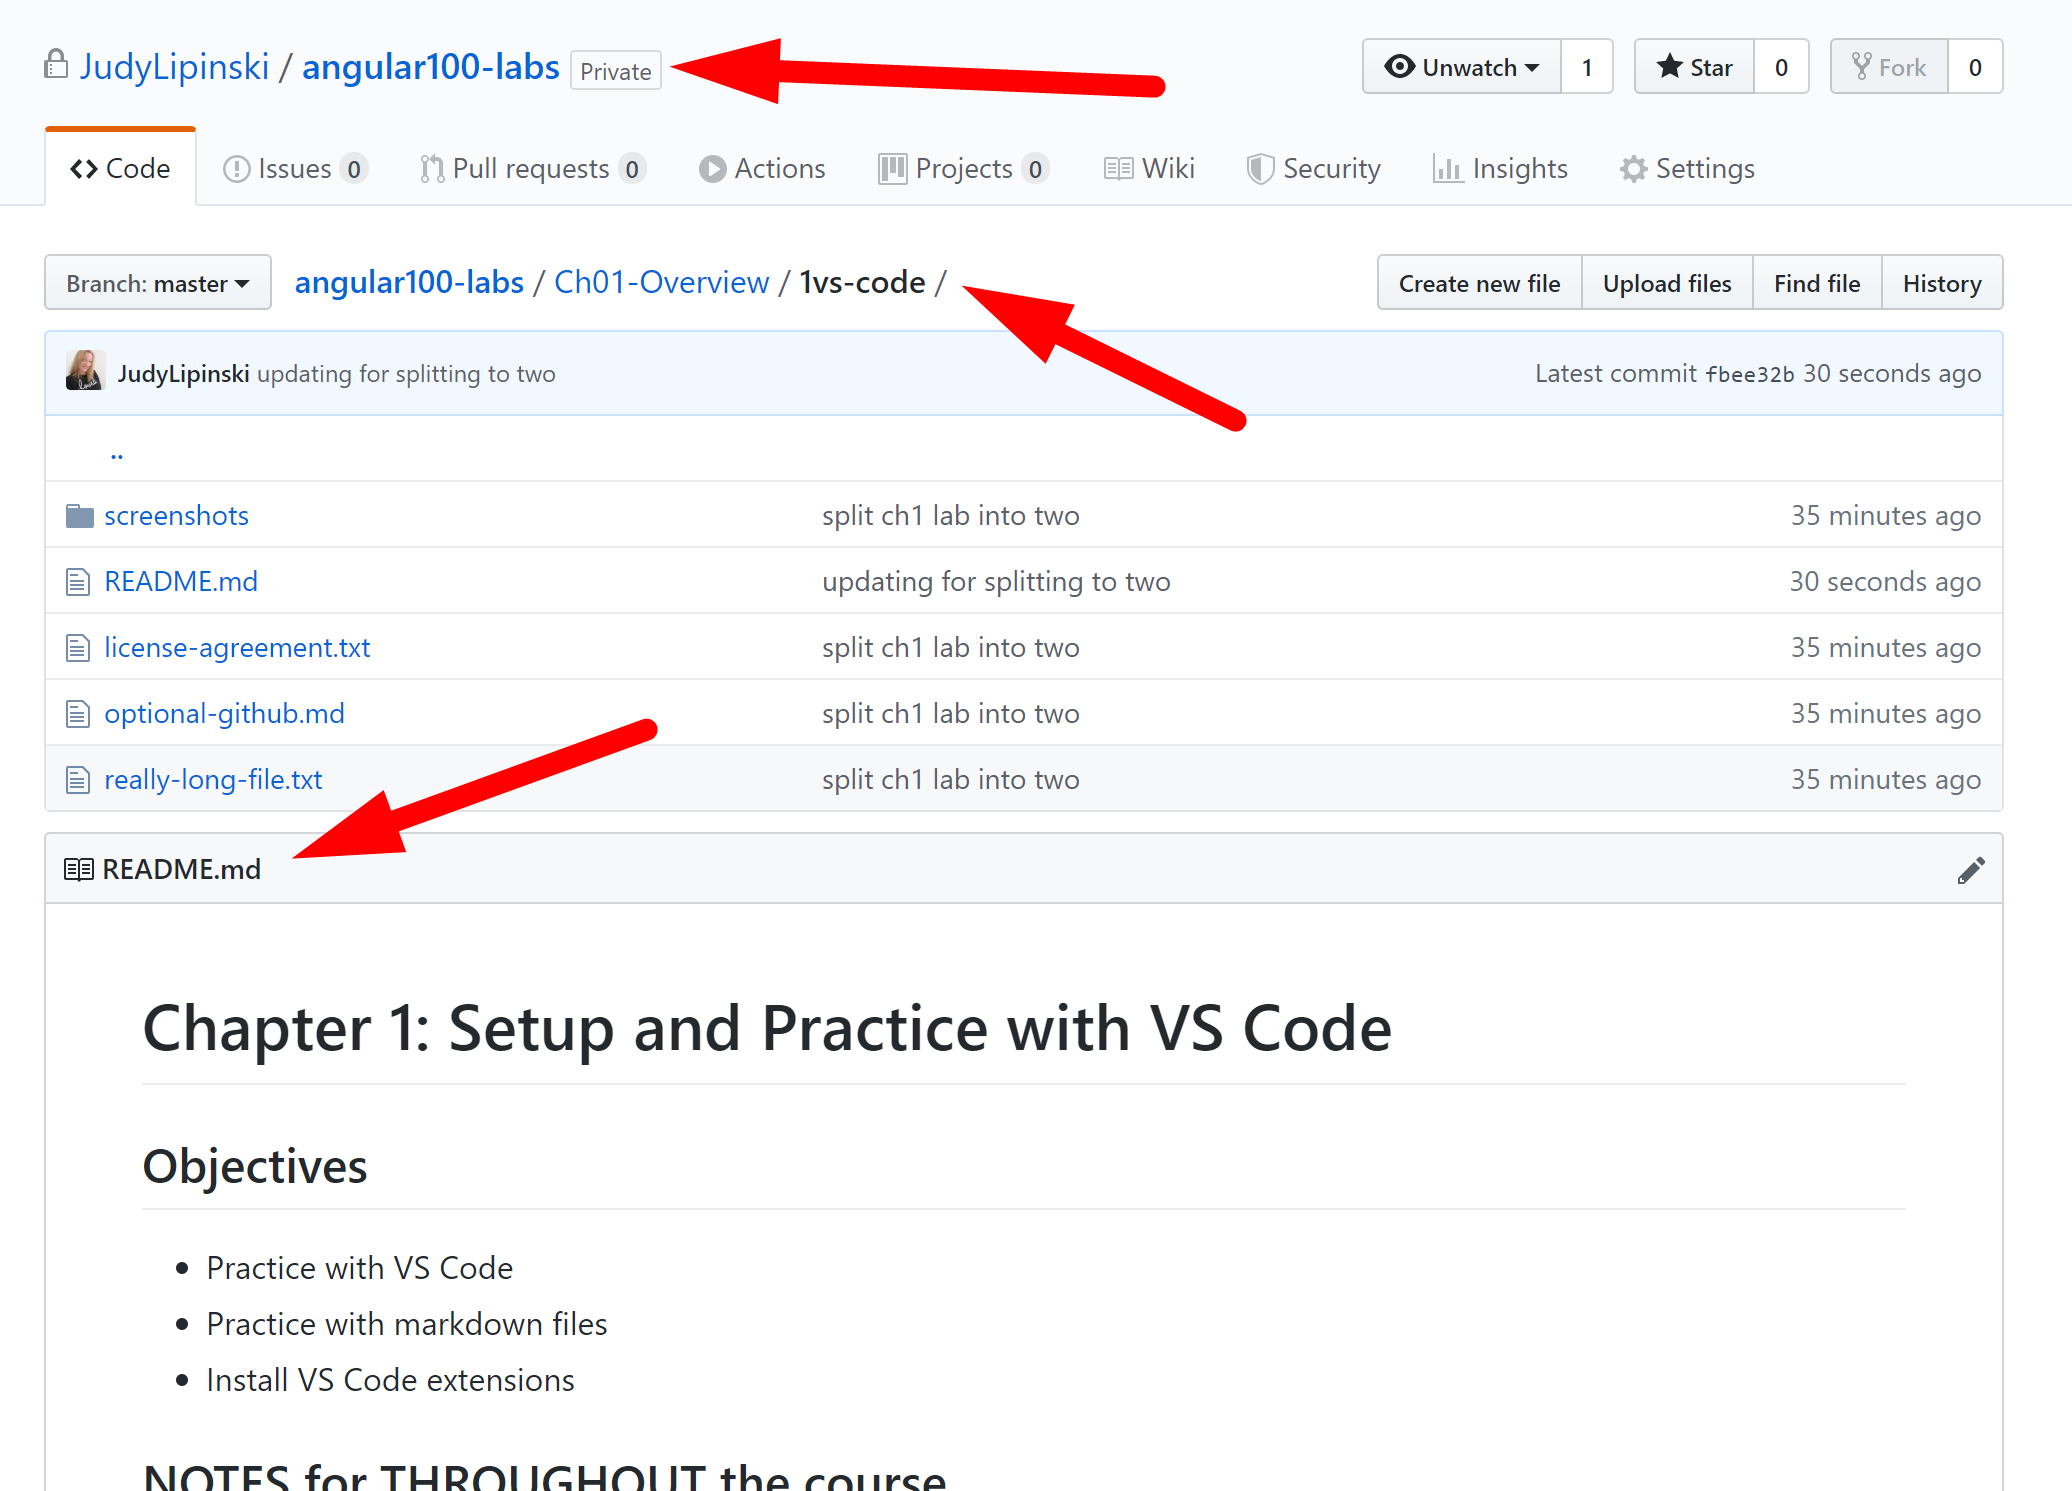 JudyLipinski / angular100-labs Private Unwatch 1 Star 0 Fork 0
Code Issues 0 Pull requests 0 Actions Projects 0 Wiki Security Insights Settings
Branch: master angular100-labs / Ch01-Overview / 1vs-code / Create new file Upload files Find file History
JudyLipinski updating for splitting to two Latest commit fbee32b 30 seconds ago
..
screenshots split ch1 lab into two 35 minutes ago
README.md updating for splitting to two 30 seconds ago
license-agreement.txt split ch1 lab into two 35 minutes ago
optional-github.md split ch1 lab into two 35 minutes ago
really-long-file.txt split ch1 lab into two 35 minutes ago
README.md
Chapter 1: Setup and Practice with VS Code
Objectives
Practice with VS Code
Practice with markdown files
Install VS Code extensions
NOTES for THROUGHOUT the course